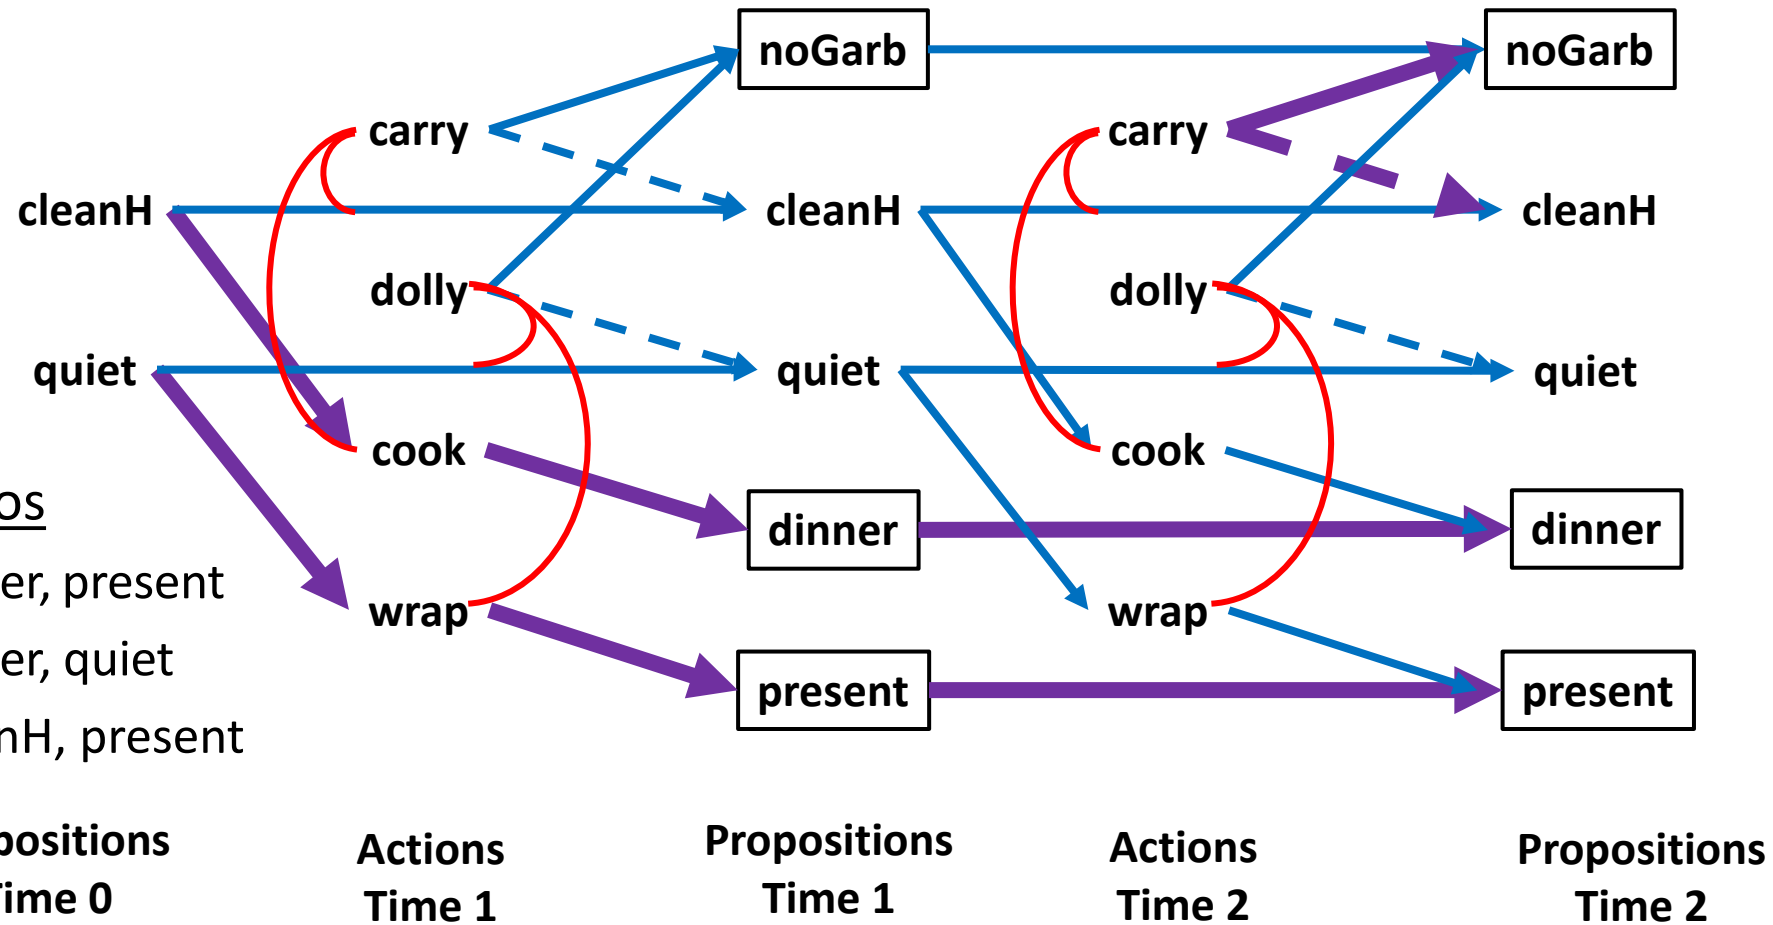 noGarb
noGarb
carry
carry
cleanH
cleanH
cleanH
dolly
dolly
quiet
quiet
quiet
cook
cook
os
dinner
dinner
er, present
wrap
wrap
er, quiet
present
present
nH, present
positions
Time 0
Actions
Time 1
Propositions
Time 1
Actions
Time 2
Propositions
Time 2